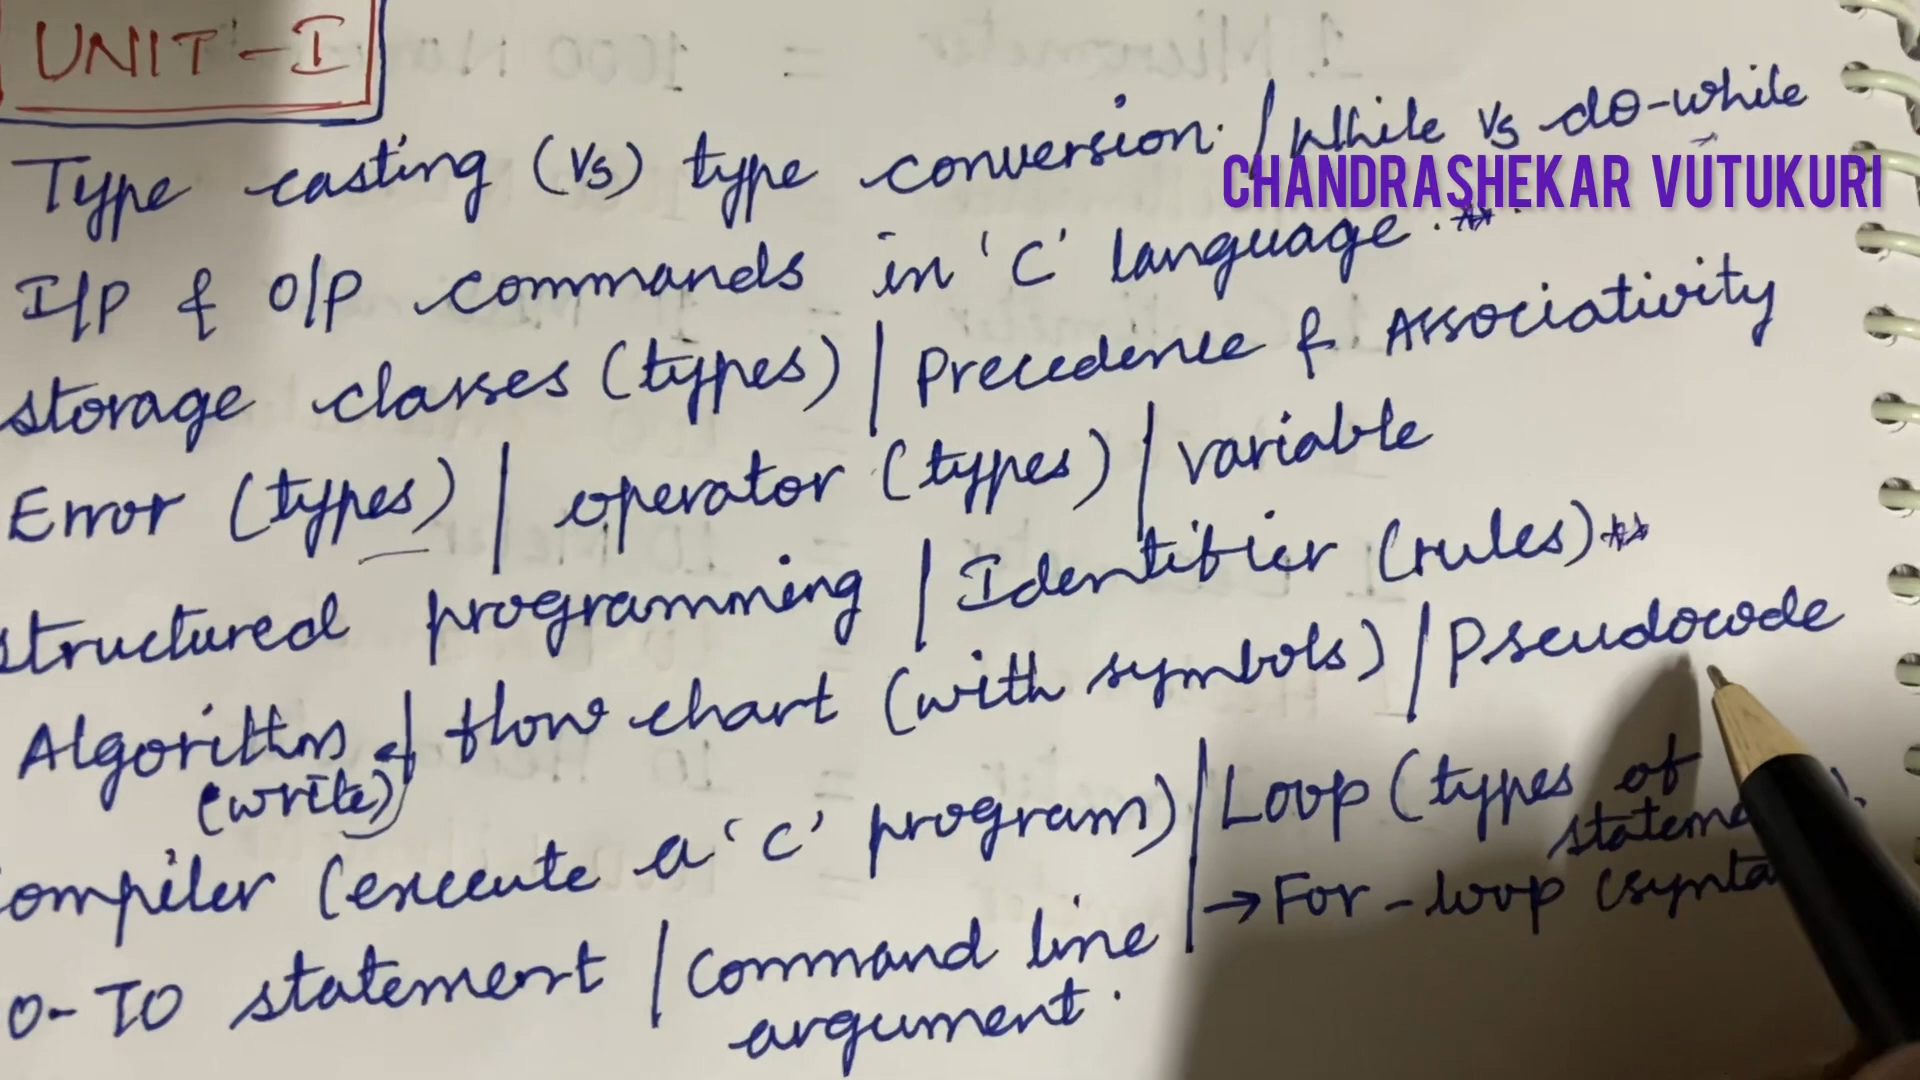 UNIT-I
Type casting (Vs) type conversion. / While Vs do-while
CHANDRASHEKAR VUTUKURI
I/P & O/P commands in 'C' language. **
storage classes (types) | Precedence & Associativity
Error (types) | operator (types) | variable
structured programming | Identifier (rules)**
Algorithm | flow chart (with symbols) | Pseudocode
(write)
ompiler (execute a 'C' program) | Loop (types of
statem
→ For-loop (synta
O-TO statement | Command line
argument.